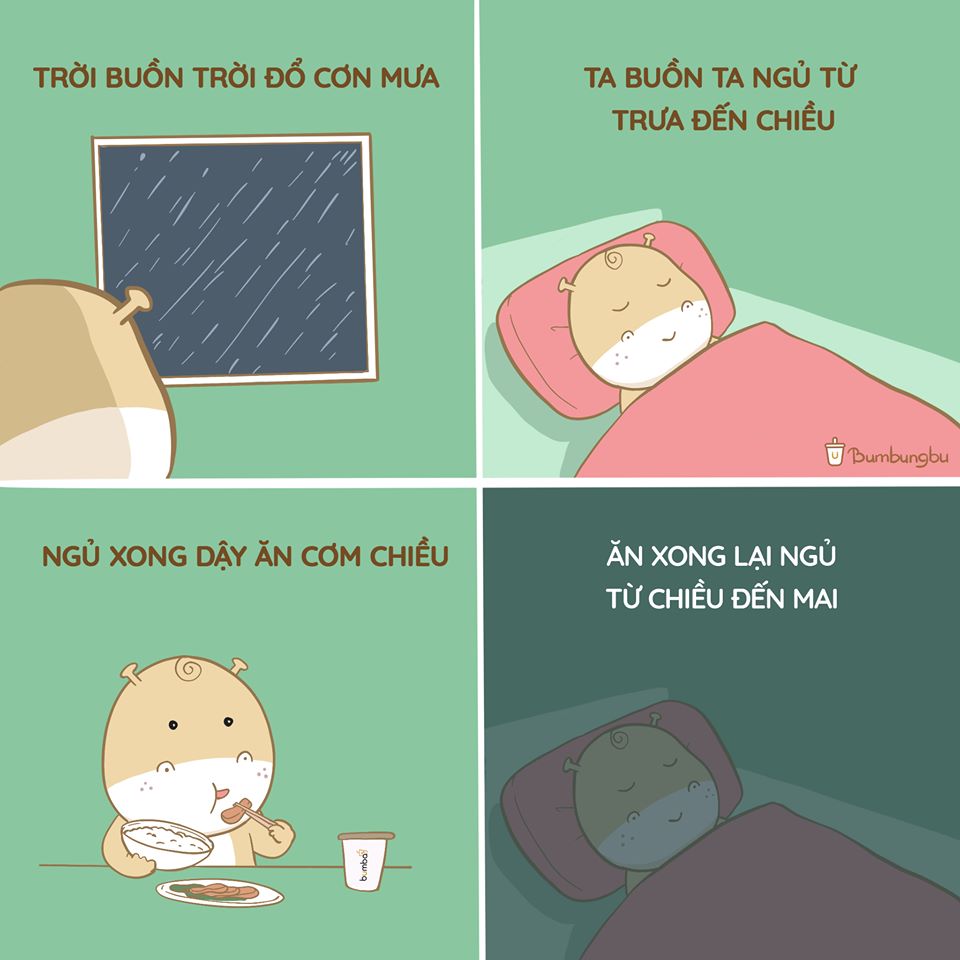 TRỜI BUỒN TRỜI ĐỔ CƠN MƯA
TA BUỒN TA NGỦ TỪ
TRƯA ĐẾN CHIỀU
Bumbungbu
NGỦ XONG DẬY ĂN CƠM CHIỀU
bumba
ĂN XONG LẠI NGỦ
TỪ CHIỀU ĐẾN MAI